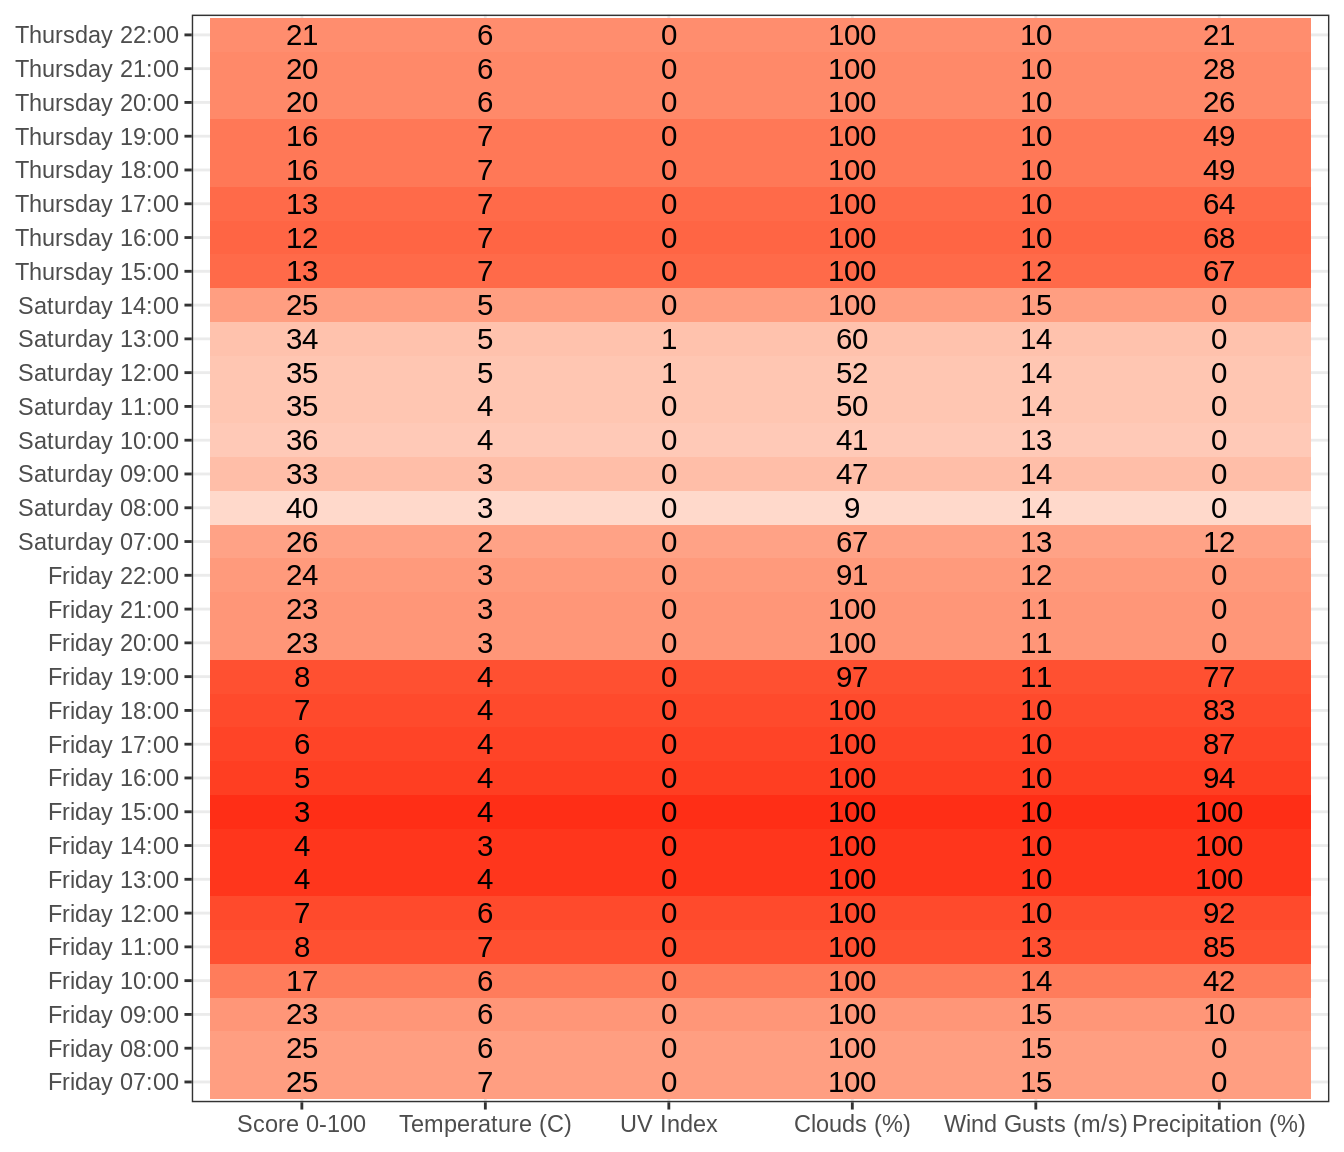 Thursday 22:00 21 6 0 100 10 21
Thursday 21:00 20 6 0 100 10 28
Thursday 20:00 20 6 0 100 10 26
Thursday 19:00 16 7 0 100 10 49
Thursday 18:00 16 7 0 100 10 49
Thursday 17:00 13 7 0 100 10 64
Thursday 16:00 12 7 0 100 10 68
Thursday 15:00 13 7 0 100 12 67
Saturday 14:00 25 5 0 100 15 0
Saturday 13:00 34 5 1 60 14 0
Saturday 12:00 35 5 1 52 14 0
Saturday 11:00 35 4 0 50 14 0
Saturday 10:00 36 4 0 41 13 0
Saturday 09:00 33 3 0 47 14 0
Saturday 08:00 40 3 0 9 14 0
Saturday 07:00 26 2 0 67 13 12
Friday 22:00 24 3 0 91 12 0
Friday 21:00 23 3 0 100 11 0
Friday 20:00 23 3 0 100 11 0
Friday 19:00 8 4 0 97 11 77
Friday 18:00 7 4 0 100 10 83
Friday 17:00 6 4 0 100 10 87
Friday 16:00 5 4 0 100 10 94
Friday 15:00 3 4 0 100 10 100
Friday 14:00 4 3 0 100 10 100
Friday 13:00 4 4 0 100 10 100
Friday 12:00 7 6 0 100 10 92
Friday 11:00 8 7 0 100 13 85
Friday 10:00 17 6 0 100 14 42
Friday 09:00 23 6 0 100 15 10
Friday 08:00 25 6 0 100 15 0
Friday 07:00 25 7 0 100 15 0
Score 0-100 Temperature (C) UV Index Clouds (%) Wind Gusts (m/s) Precipitation (%)